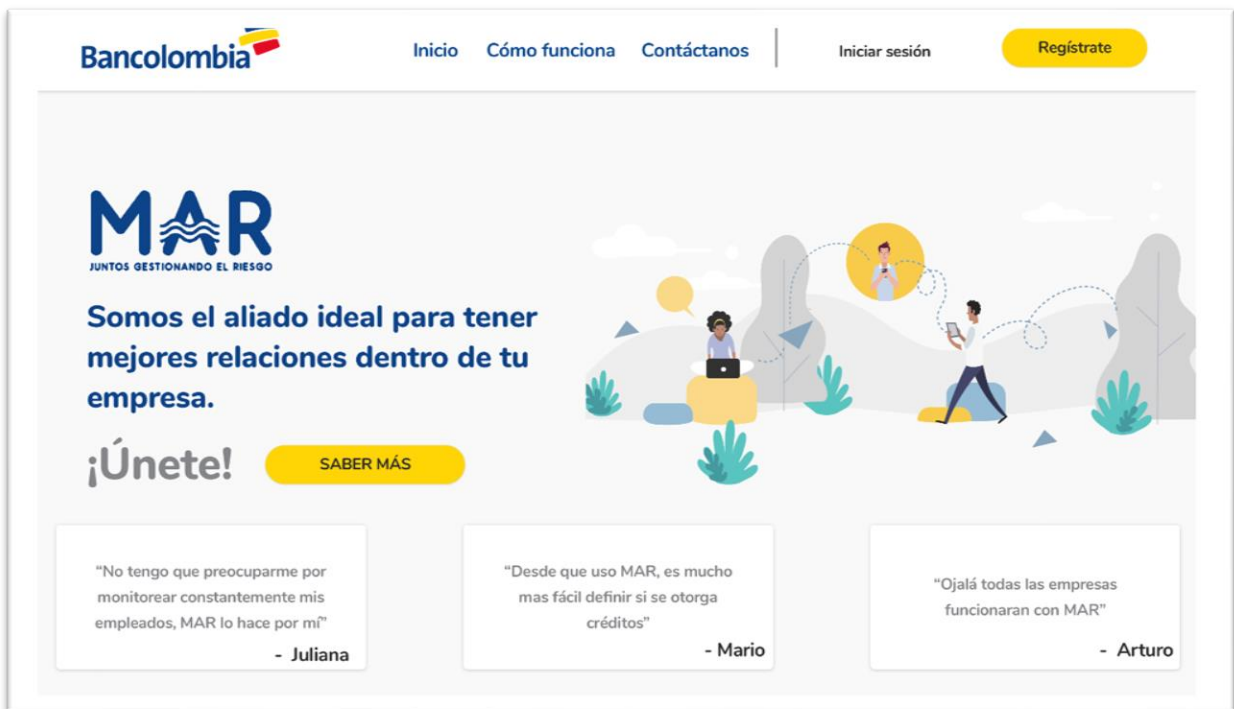 Bancolombia
Inicio Cómo funciona Contáctanos Iniciar sesión Regístrate
MAR
JUNTOS GESTIONANDO EL RIESGO
Somos el aliado ideal para tener
mejores relaciones dentro de tu
empresa.
¡Únete! SABER MÁS
“No tengo que preocuparme por
monitorear constantemente mis
empleados, MAR lo hace por mí”
- Juliana
“Desde que uso MAR, es mucho
mas fácil definir si se otorga
créditos”
- Mario
“Ojalá todas las empresas
funcionaran con MAR”
- Arturo